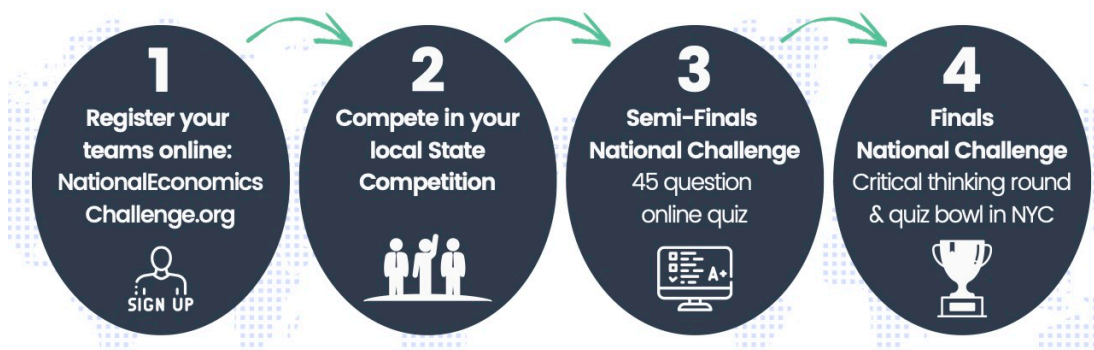 1
Register your
teams online:
NationalEconomics
Challenge.org
SIGN UP
2
Compete in your
local State
Competition
3
Semi-Finals
National Challenge
45 question
online quiz
A+
4
Finals
National Challenge
Critical thinking round
& quiz bowl in NYC